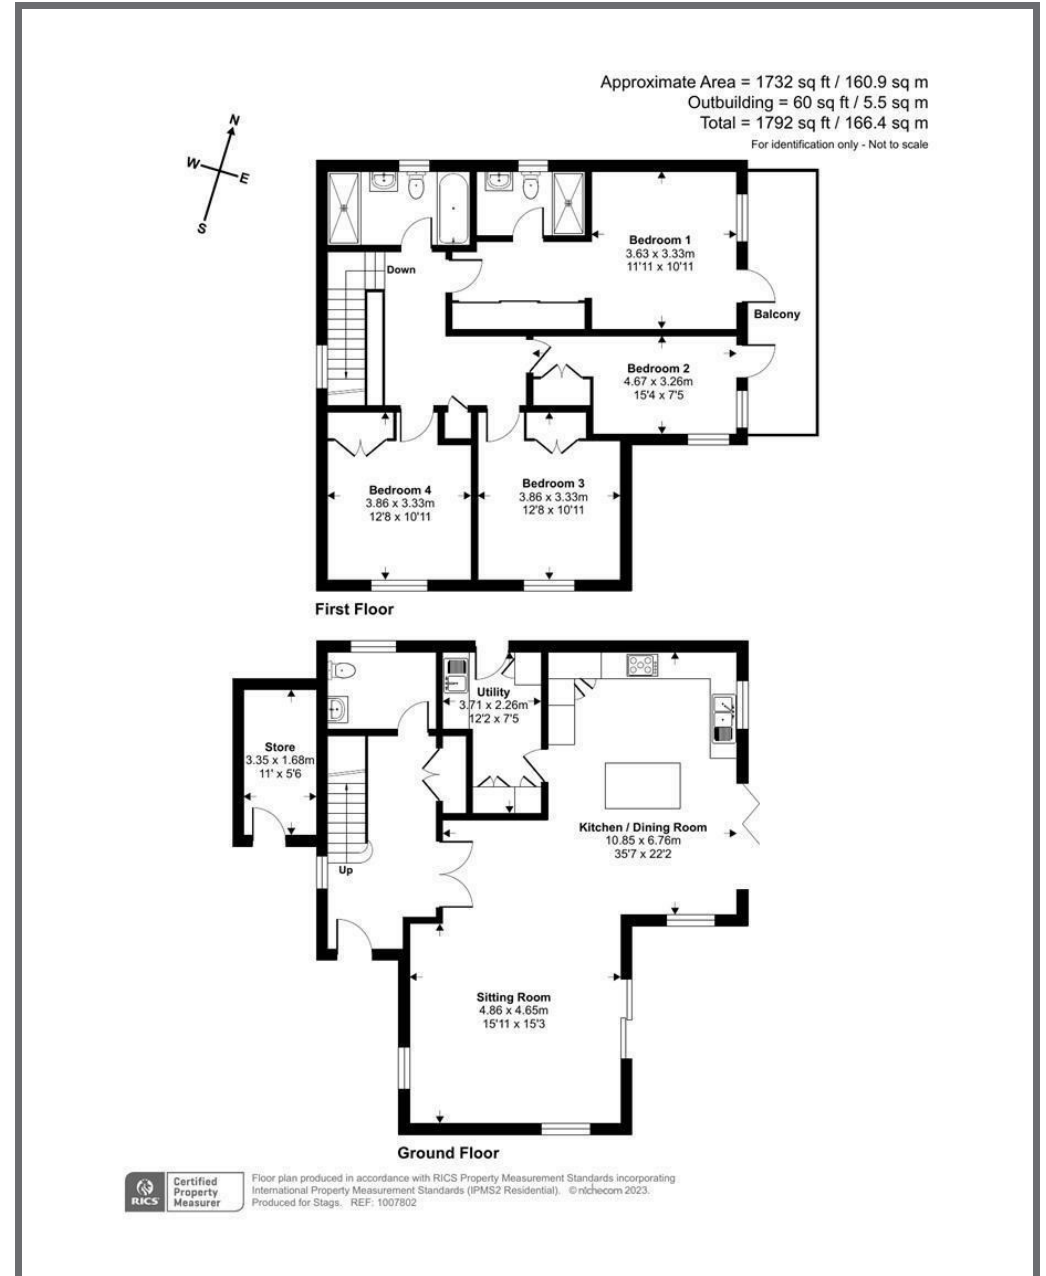 Approximate Area = 1732 sq ft / 160.9 sq m
Outbuilding = 60 sq ft / 5.5 sq m
Total = 1792 sq ft / 166.4 sq m
For identification only - Not to scale
N
W
E
S
Bedroom 1
3.63 x 3.33m
11'11 x 10'11
Down
Balcony
Bedroom 2
4.67 x 3.26m
15'4 x 7'5
Bedroom 4
3.86 x 3.33m
12'8 x 10'11
Bedroom 3
3.86 x 3.33m
12'8 x 10'11
First Floor
Utility
3.71 x 2.26m
12'2 x 7'5
Store
3.35 x 1.68m
11' x 5'6
Kitchen / Dining Room
10.85 x 6.76m
35'7 x 22'2
Up
Sitting Room
4.86 x 4.65m
15'11 x 15'3
Ground Floor
RICS
Certified
Property
Measurer
Floor plan produced in accordance with RICS Property Measurement Standards incorporating
International Property Measurement Standards (IPMS2 Residential). © nichecom 2023.
Produced for Stags. REF: 1007802